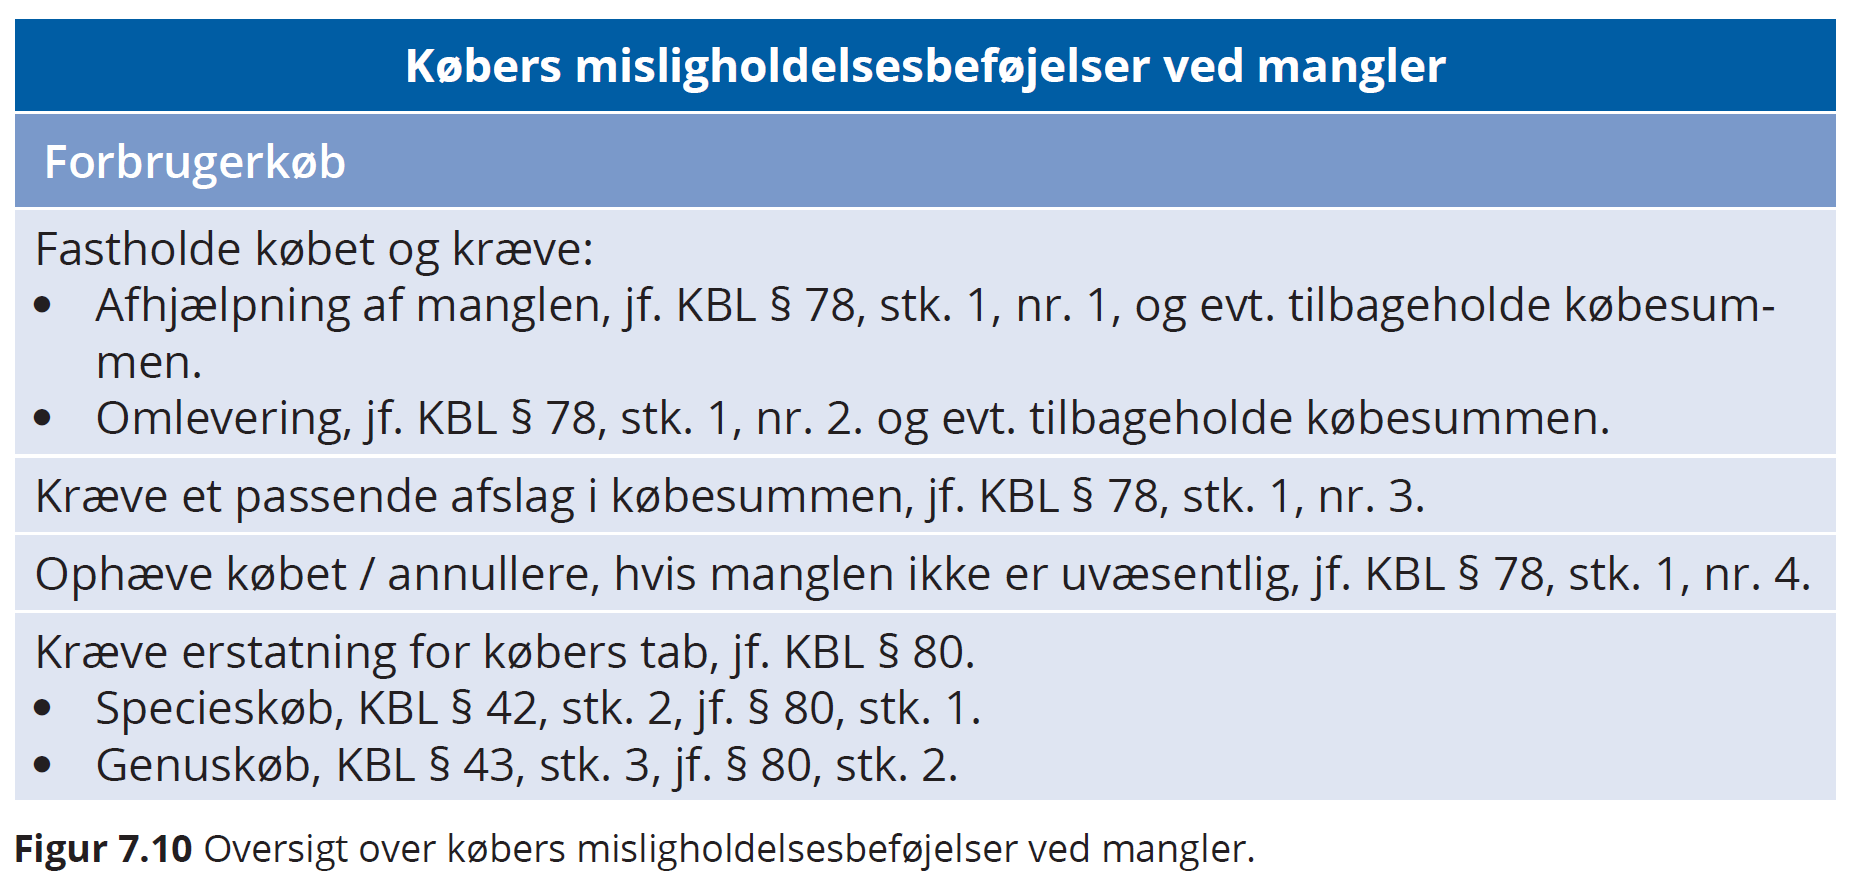 Købers misligholdelsesbeføjelser ved mangler
Forbrugerkøb
Fastholde købet og kræve:
• Afhjælpning af manglen, jf. KBL § 78, stk. 1, nr. 1, og evt. tilbageholde købesum-
men.
• Omlevering, jf. KBL § 78, stk. 1, nr. 2. og evt. tilbageholde købesummen.
Kræve et passende afslag i købesummen, jf. KBL § 78, stk. 1, nr. 3.
Ophæve købet / annullere, hvis manglen ikke er uvæsentlig, jf. KBL § 78, stk. 1, nr. 4.
Kræve erstatning for købers tab, jf. KBL § 80.
• Specieskøb, KBL § 42, stk. 2, jf. § 80, stk. 1.
• Genuskøb, KBL § 43, stk. 3, jf. § 80, stk. 2.
Figur 7.10 Oversigt over købers misligholdelsesbeføjelser ved mangler.